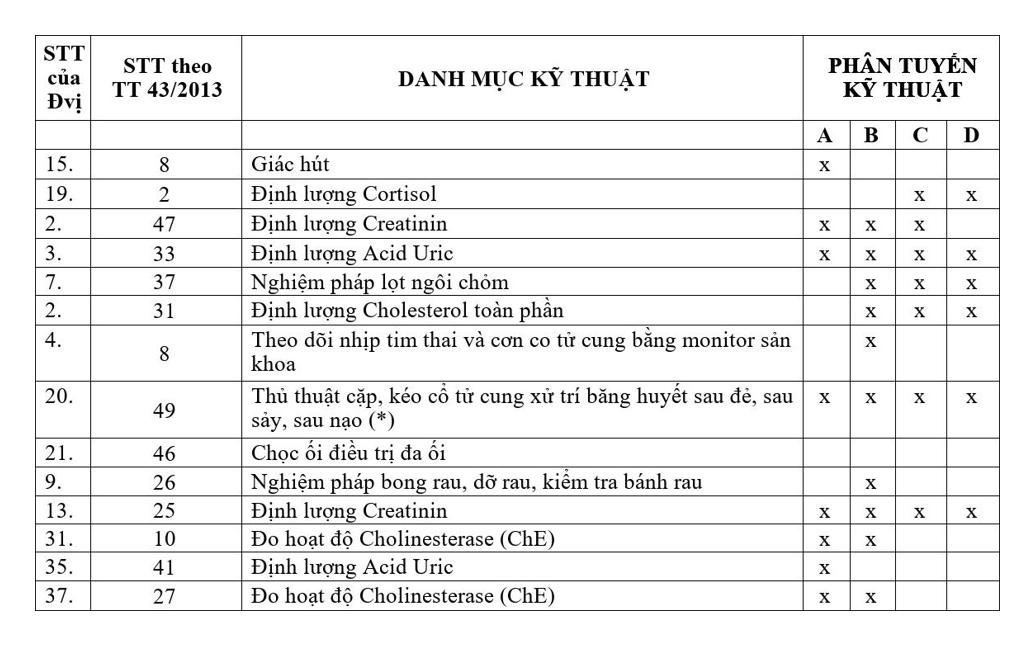 STT của Đvị STT theo TT 43/2013 DANH MỤC KỸ THUẬT PHÂN TUYẾN KỸ THUẬT
A B C D
15. 8 Giác hút x
19. 2 Định lượng Cortisol x x
2. 47 Định lượng Creatinin x x x
3. 33 Định lượng Acid Uric x x x x
7. 37 Nghiệm pháp lọt ngôi chỏm x x x
2. 31 Định lượng Cholesterol toàn phần x x x
4. 8 Theo dõi nhịp tim thai và cơn co tử cung bằng monitor sản x
khoa
20. 49 Thủ thuật cặp, kéo cổ tử cung xử trí băng huyết sau đẻ, sau x x x x
sảy, sau nạo (*)
21. 46 Chọc ối điều trị đa ối
9. 26 Nghiệm pháp bong rau, dỡ rau, kiểm tra bánh rau x
13. 25 Định lượng Creatinin x x x x
31. 10 Đo hoạt độ Cholinesterase (ChE) x x
35. 41 Định lượng Acid Uric x
37. 27 Đo hoạt độ Cholinesterase (ChE) x x